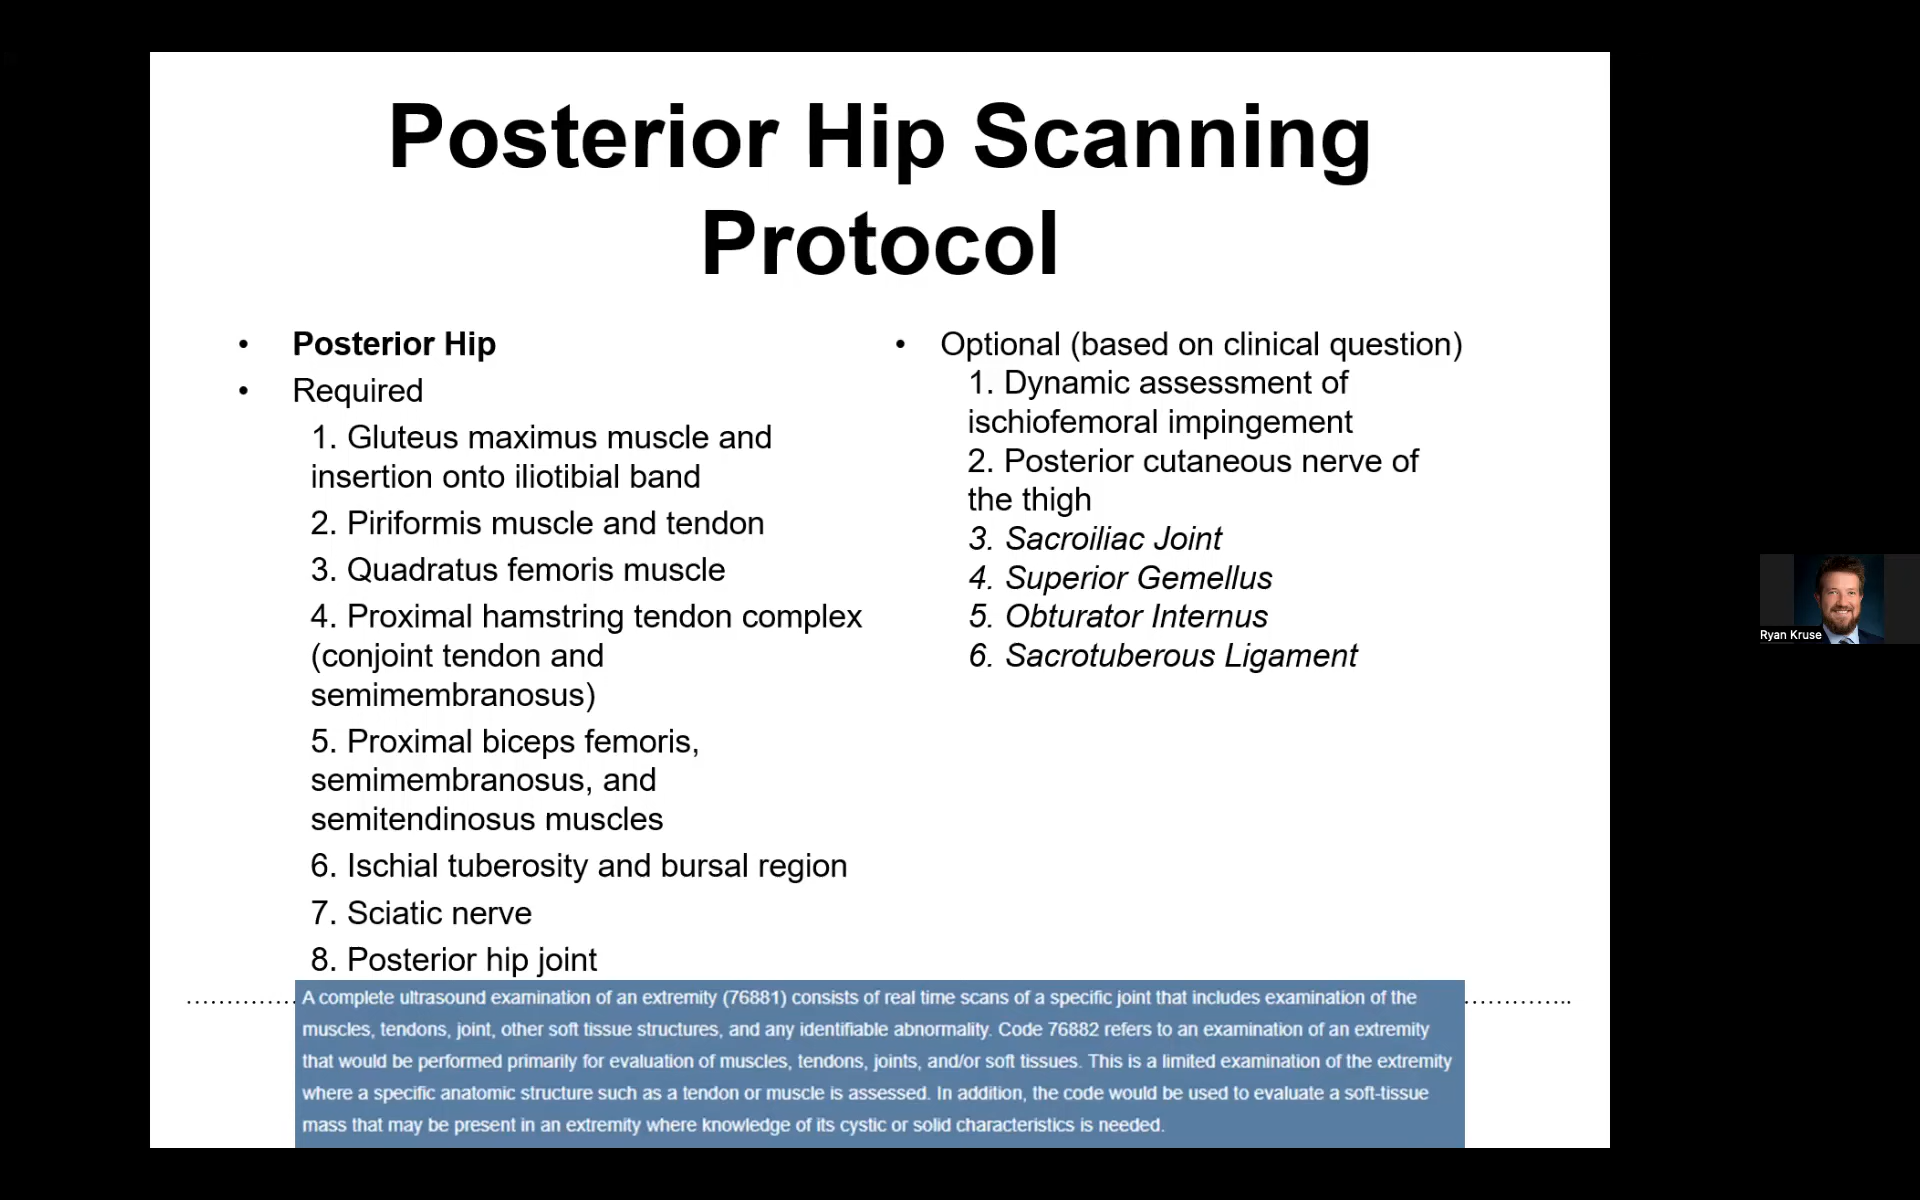 Posterior Hip Scanning
Protocol
• Posterior Hip
• Required
1. Gluteus maximus muscle and
insertion onto iliotibial band
2. Piriformis muscle and tendon
3. Quadratus femoris muscle
4. Proximal hamstring tendon complex
(conjoint tendon and
semimembranosus)
5. Proximal biceps femoris,
semimembranosus, and
semitendinosus muscles
6. Ischial tuberosity and bursal region
7. Sciatic nerve
8. Posterior hip joint
• Optional (based on clinical question)
1. Dynamic assessment of
ischiofemoral impingement
2. Posterior cutaneous nerve of
the thigh
3. Sacroiliac Joint
4. Superior Gemellus
5. Obturator Internus
6. Sacrotuberous Ligament
A complete ultrasound examination of an extremity (76881) consists of real time scans of a specific joint that includes examination of the
muscles, tendons, joint, other soft tissue structures, and any identifiable abnormality. Code 76882 refers to an examination of an extremity
that would be performed primarily for evaluation of muscles, tendons, joints, and/or soft tissues. This is a limited examination of the extremity
where a specific anatomic structure such as a tendon or muscle is assessed. In addition, the code would be used to evaluate a soft-tissue
mass that may be present in an extremity where knowledge of its cystic or solid characteristics is needed.
Ryan Kruse